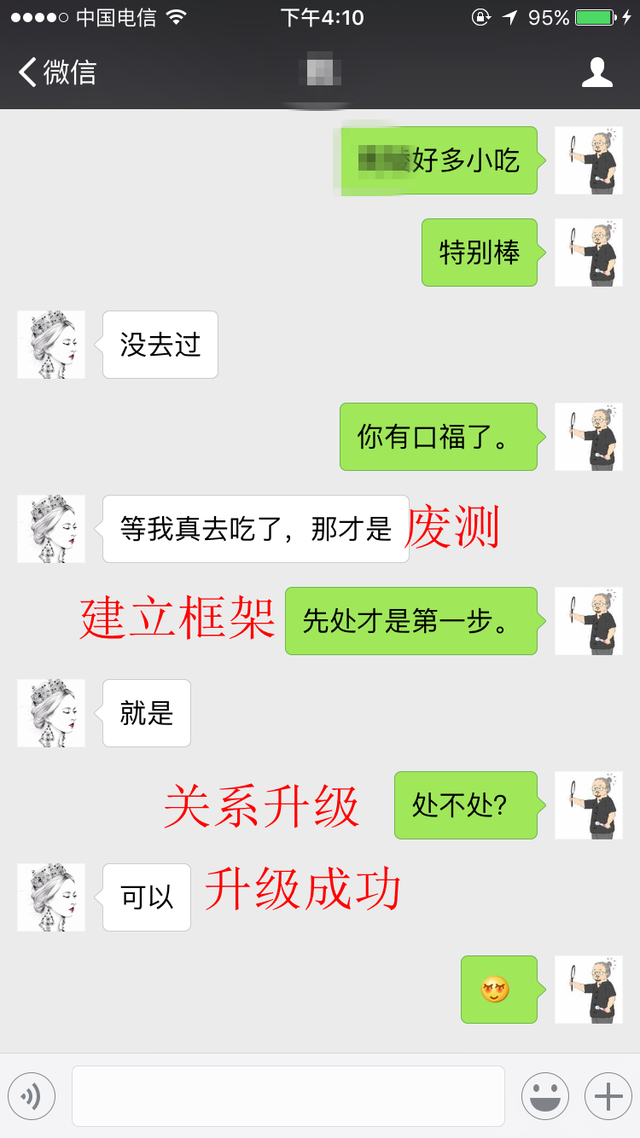 中国电信 下午4:10 95%
微信
好多小吃
特别棒
没去过
你有口福了。
等我真去吃了，那才是 废测
建立框架 先处才是第一步。
就是
关系升级 处不处？
可以 升级成功